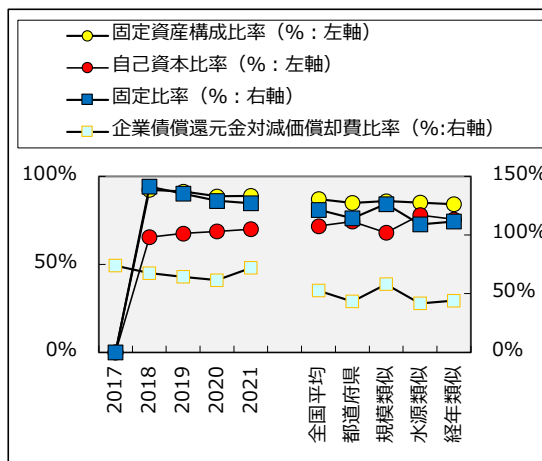 固定資産構成比率（％：左軸）
自己資本比率（％：左軸）
固定比率（％：右軸）
企業債償還元金対減価償却費比率（％:右軸）
100%
150%
100%
50%
50%
0%
0%
2017
2018
2019
2020
2021
全国平均
都道府県
規模類似
水源類似
経年類似